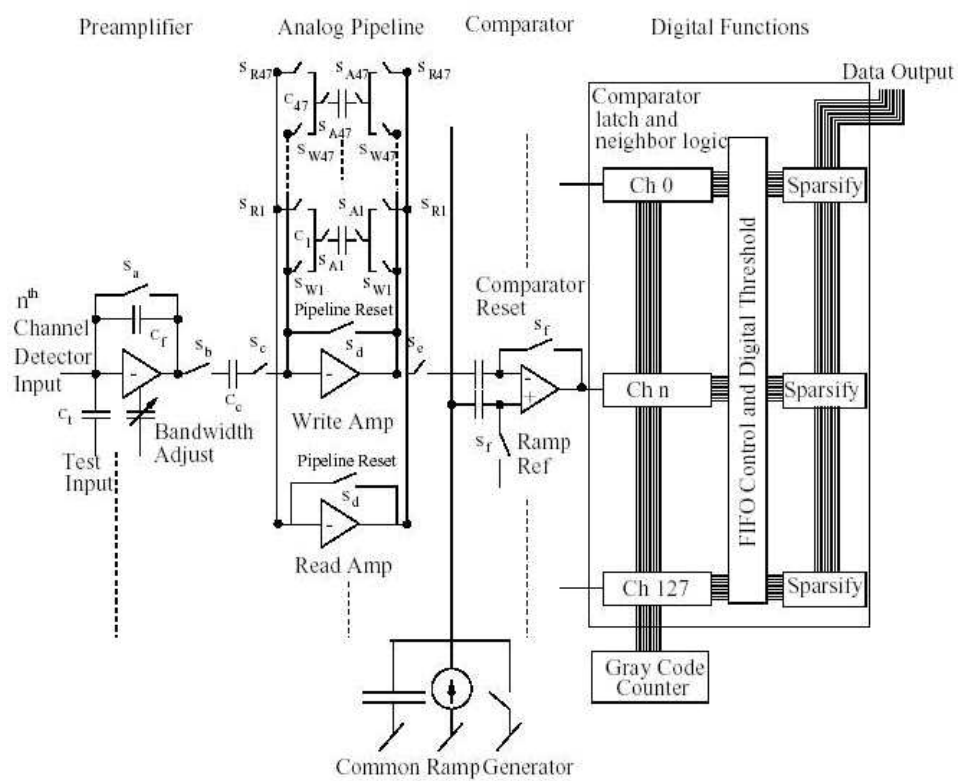 Preamplifier
Analog Pipeline
Comparator
Digital Functions
Data Output
S_R47
S_A47
S_R47
C_47
S_A47
S_W47
S_W47
S_R1
S_A1
S_R1
C_1
S_A1
S_W1
S_W1
Pipeline Reset
S_d
Write Amp
Pipeline Reset
S_d
Read Amp
n^th
Channel
Detector
Input
S_a
C_f
-
S_b
S_c
C_c
C_t
Test
Input
Bandwidth
Adjust
-
-
S_e
Comparator
Reset
S_f
-
+
S_f
Ramp
Ref
Comparator
latch and
neighbor logic
Ch 0
Ch n
Ch 127
FIFO Control and Digital Threshold
Sparsify
Sparsify
Sparsify
Gray Code
Counter
Common Ramp Generator